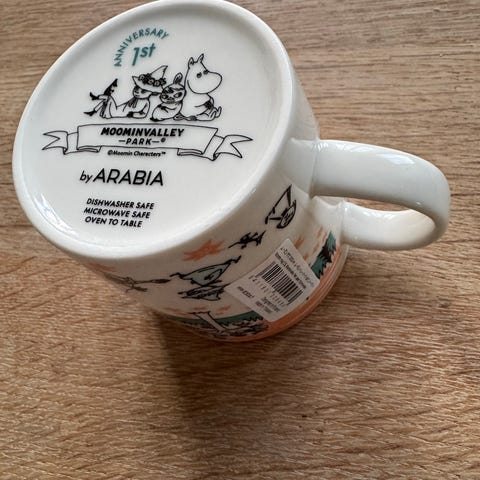 ANNIVERSARY
1st
MOOMINVALLEY
—PARK—®
©Moomin Characters™
by ARABIA
DISHWASHER SAFE
MICROWAVE SAFE
OVEN TO TABLE